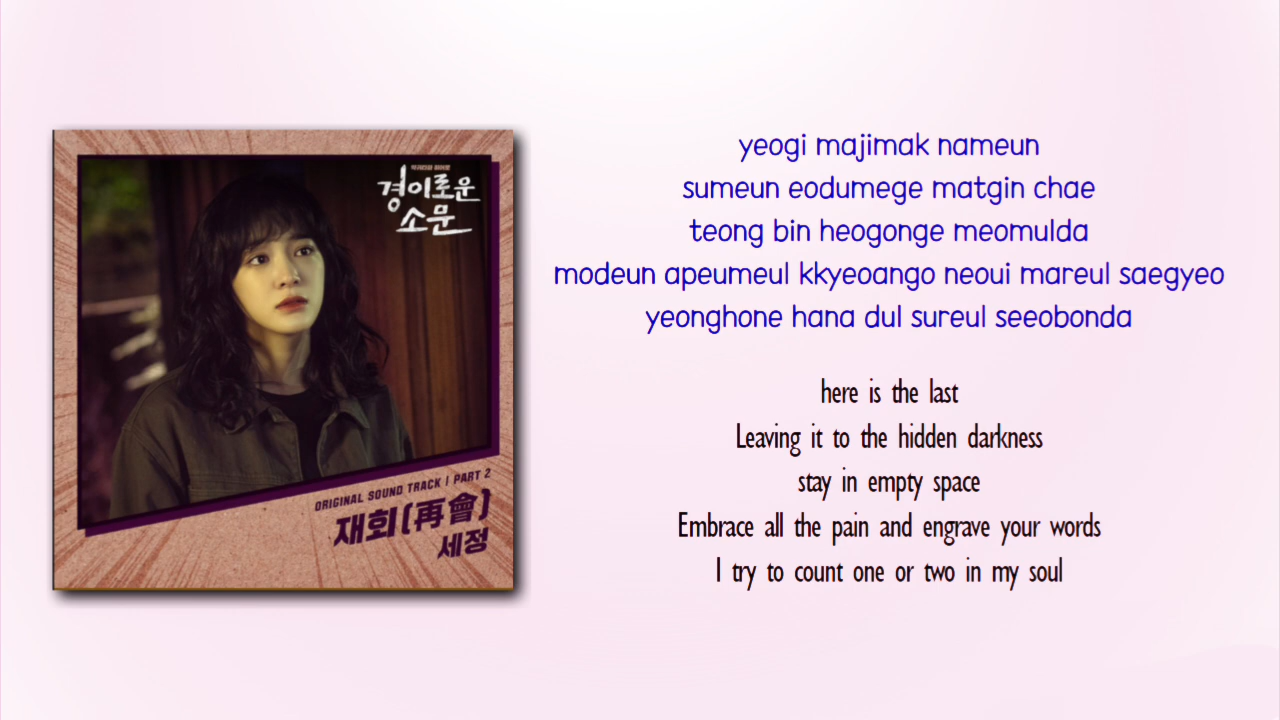 경이로운
소문
ORIGINAL SOUND TRACK | PART 2
재회(再會)
세정
yeogi majimak nameun
sumeun eodumege matgin chae
teong bin heogonge meomulda
modeun apeumeul kkyeoango neoui mareul saegyeo
yeonghone hana dul sureul seeobonda
here is the last
Leaving it to the hidden darkness
stay in empty space
Embrace all the pain and engrave your words
I try to count one or two in my soul